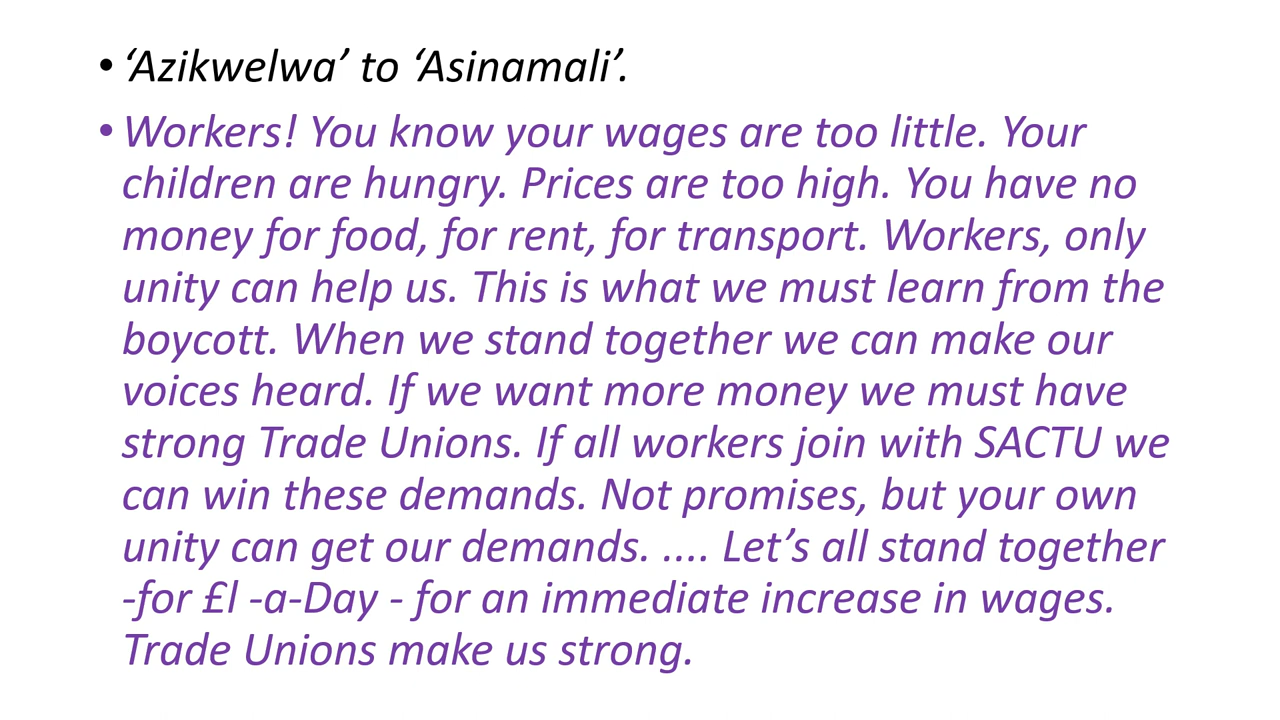 • ‘Azikwelwa’ to ‘Asinamali’.
• Workers! You know your wages are too little. Your
children are hungry. Prices are too high. You have no
money for food, for rent, for transport. Workers, only
unity can help us. This is what we must learn from the
boycott. When we stand together we can make our
voices heard. If we want more money we must have
strong Trade Unions. If all workers join with SACTU we
can win these demands. Not promises, but your own
unity can get our demands. .... Let’s all stand together
-for £l -a-Day - for an immediate increase in wages.
Trade Unions make us strong.